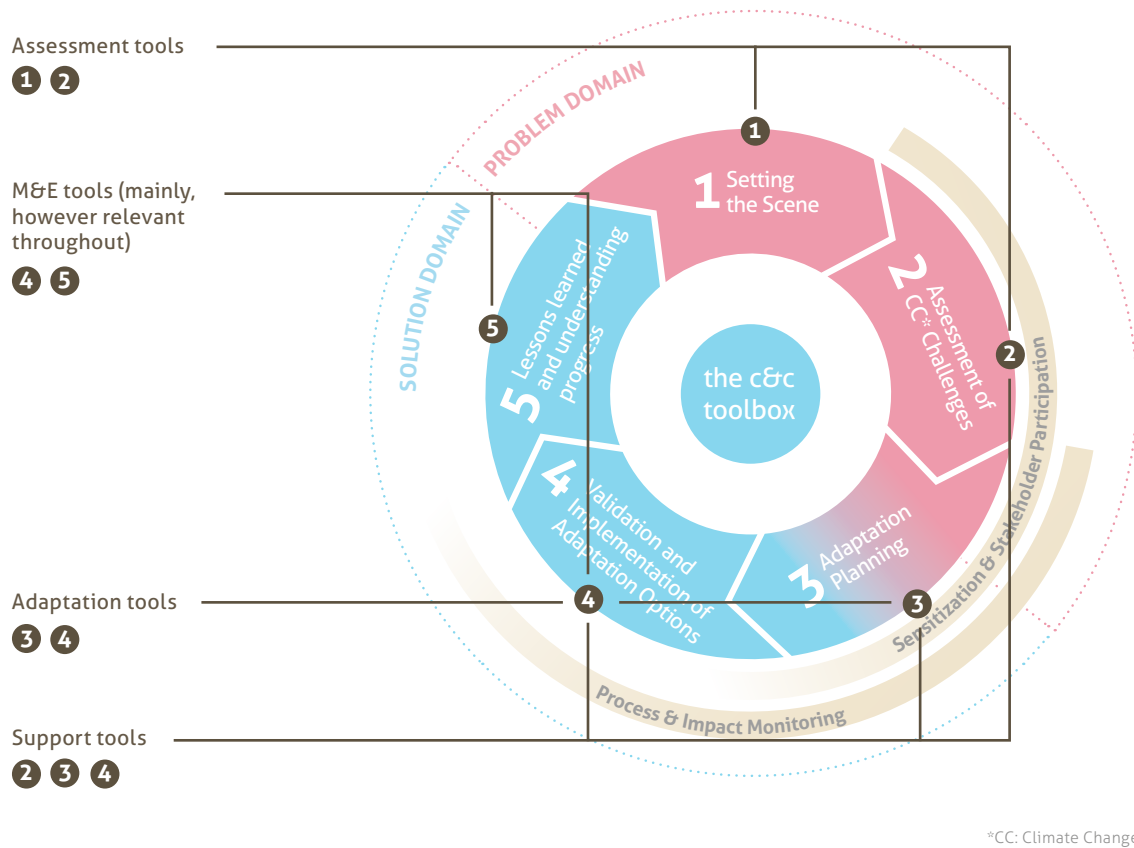 Assessment tools
1 2
M&E tools (mainly,
however relevant
throughout)
4 5
Adaptation tools
3 4
Support tools
2 3 4
PROBLEM DOMAIN
SOLUTION DOMAIN
1
1 Setting
the Scene
2
2 Assessment of
CC* Challenges
3
3 Adaptation
Planning
4
4 Validation and
Implementation of
Adaptation Options
5
5 Lessons learned
and understanding
progress
the c&c
toolbox
Sensitization & Stakeholder Participation
Process & Impact Monitoring
*CC: Climate Change